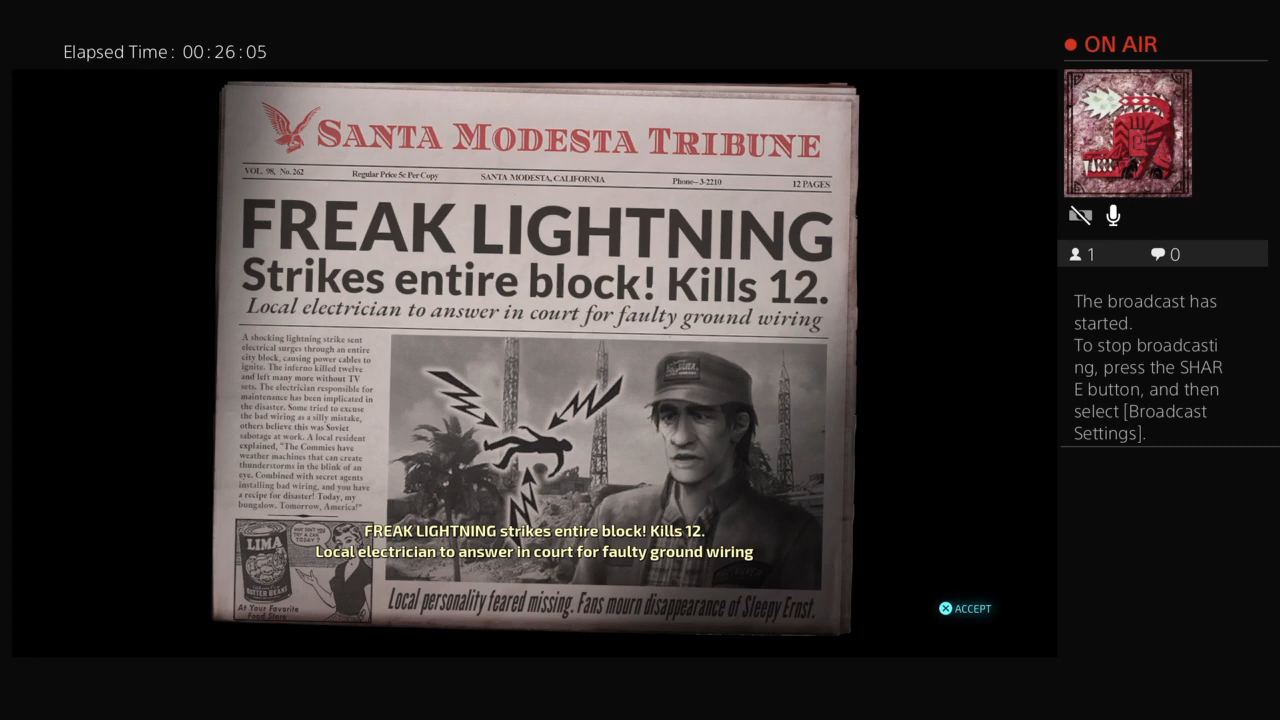 Elapsed Time: 00:26:05
ON AIR
SANTA MODESTA TRIBUNE
VOL. 98, No. 262 Regular Price 5c Per Copy SANTA MODESTA, CALIFORNIA Phone-- 3-2210 12 PAGES
FREAK LIGHTNING
Strikes entire block! Kills 12.
Local electrician to answer in court for faulty ground wiring
A shocking lightning strike sent
electrical surges through an entire
city block, causing power cables to
ignite. The inferno killed twelve
and left many more without TV
sets. The electrician responsible for
maintenance has been implicated in
the disaster. Some tried to excuse
the bad wiring as a silly mistake,
others believe this was Soviet
sabotage at work. A local resident
explained, "The Commies have
weather machines that can create
thunderstorms in the blink of an
eye. Combined with secret agents
installing bad wiring, and you have
a recipe for disaster! Today, my
bungalow. Tomorrow, America!"
LIMA
BUTTER BEANS
WHY DON'T YOU
TRY A CAN
TODAY?
At Your Favorite
Food Store
FREAK LIGHTNING strikes entire block! Kills 12.
Local electrician to answer in court for faulty ground wiring
Local personality feared missing. Fans mourn disappearance of Sleepy Ernst.
ACCEPT
1 0
The broadcast has
started.
To stop broadcasti
ng, press the SHAR
E button, and then
select [Broadcast
Settings].